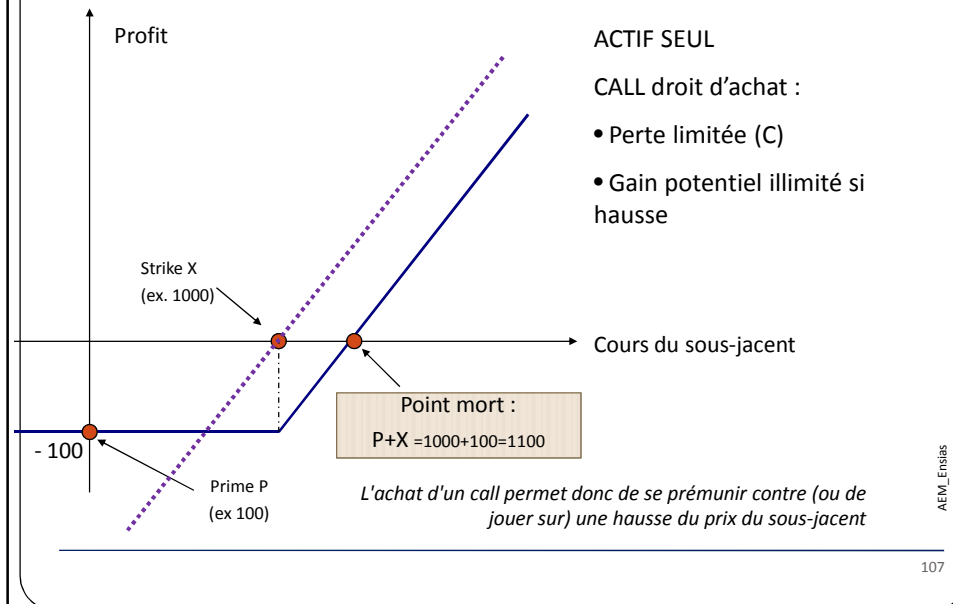 Profit
ACTIF SEUL
CALL droit d'achat :
• Perte limitée (C)
• Gain potentiel illimité si
hausse
Strike X
(ex. 1000)
Cours du sous-jacent
Point mort :
P+X =1000+100=1100
- 100
Prime P
(ex 100)
L'achat d'un call permet donc de se prémunir contre (ou de
jouer sur) une hausse du prix du sous-jacent
AEM_Ensias
107